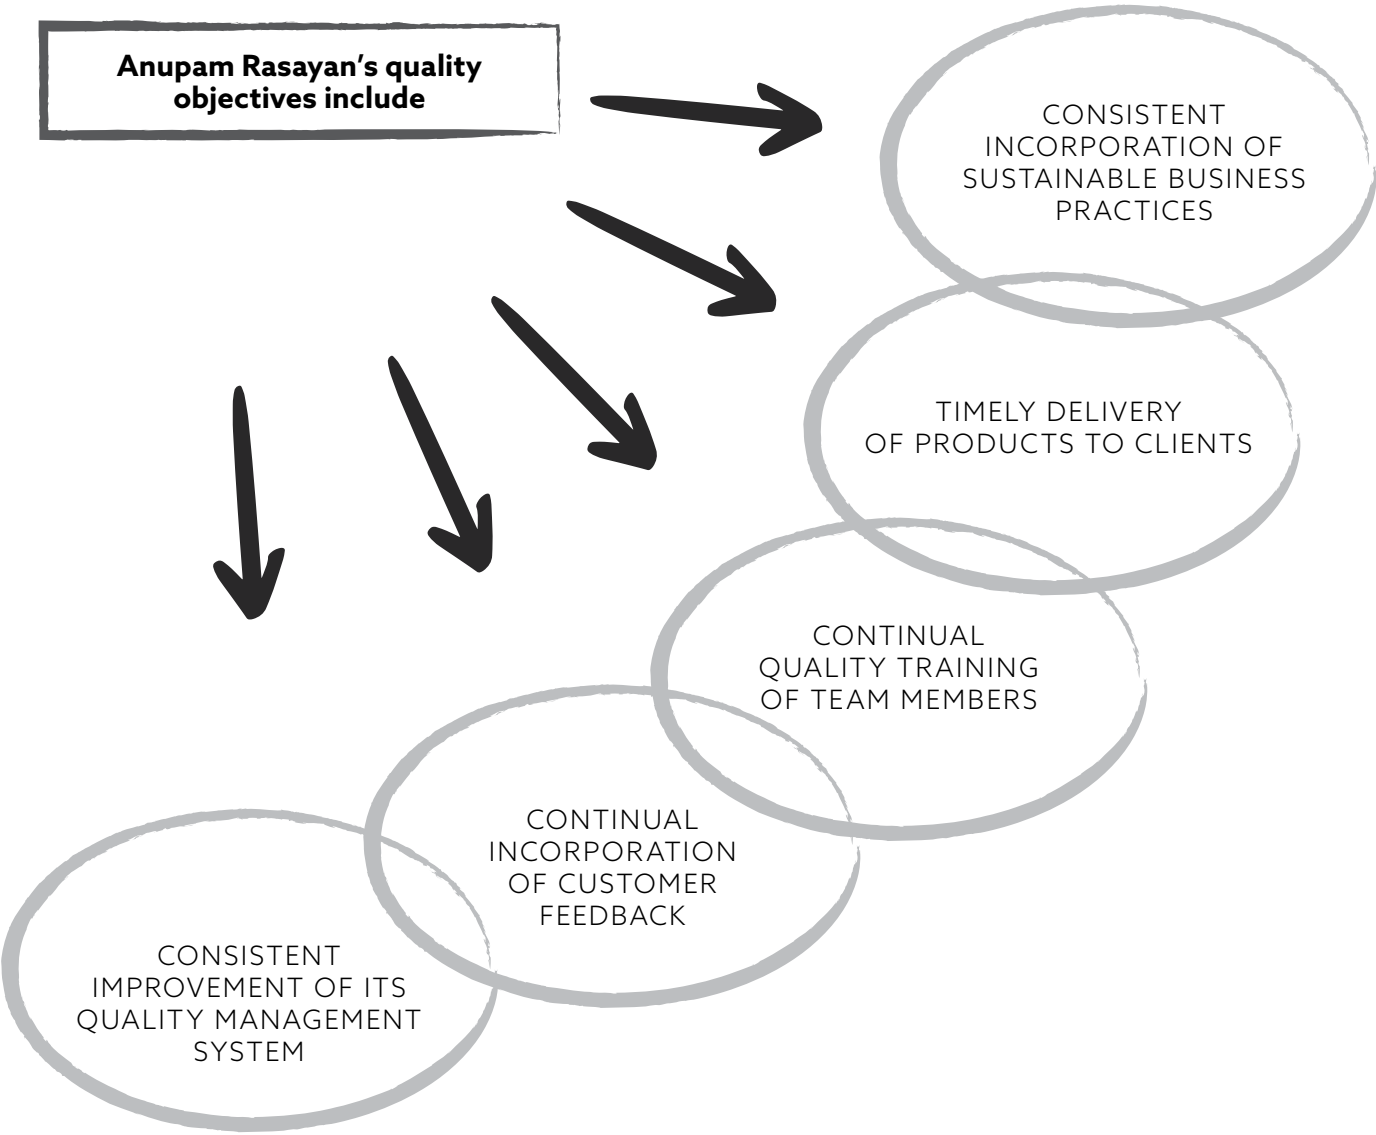 Anupam Rasayan’s quality
objectives include
CONSISTENT
INCORPORATION OF
SUSTAINABLE BUSINESS
PRACTICES
TIMELY DELIVERY
OF PRODUCTS TO CLIENTS
CONTINUAL
QUALITY TRAINING
OF TEAM MEMBERS
CONTINUAL
INCORPORATION
OF CUSTOMER
FEEDBACK
CONSISTENT
IMPROVEMENT OF ITS
QUALITY MANAGEMENT
SYSTEM